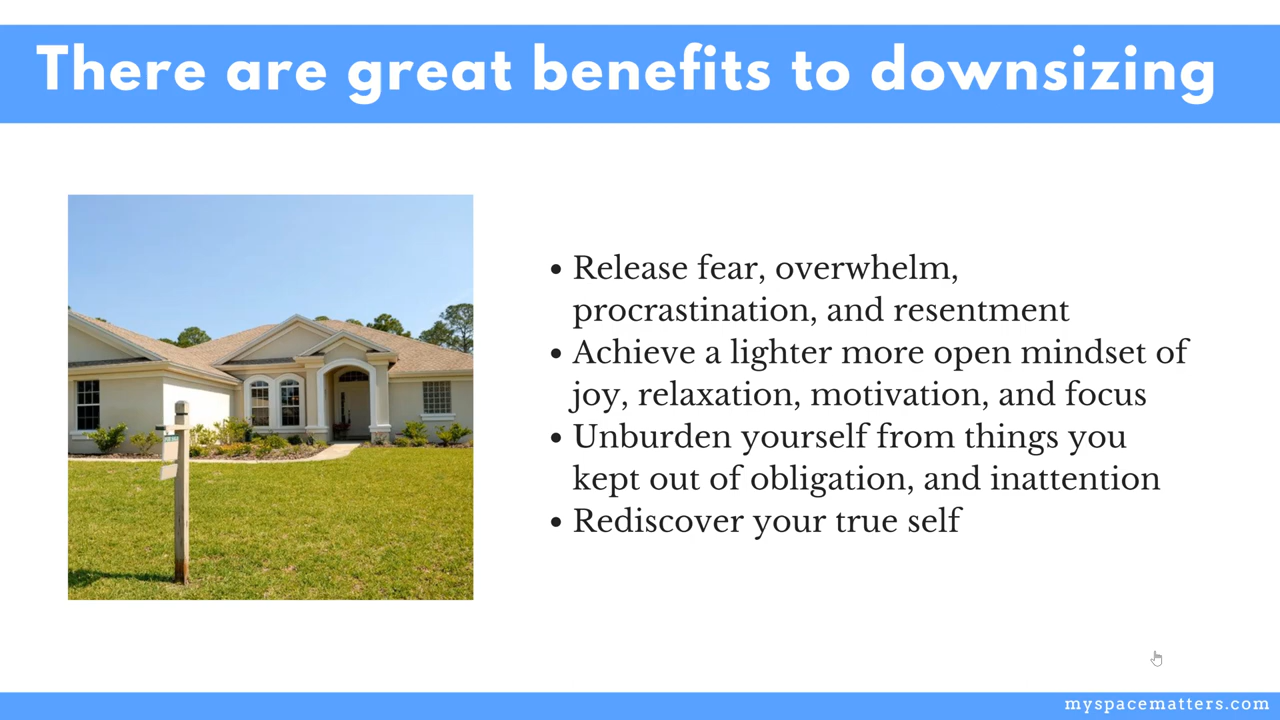 There are great benefits to downsizing
• Release fear, overwhelm,
procrastination, and resentment
• Achieve a lighter more open mindset of
joy, relaxation, motivation, and focus
• Unburden yourself from things you
kept out of obligation, and inattention
• Rediscover your true self
myspacematters.com